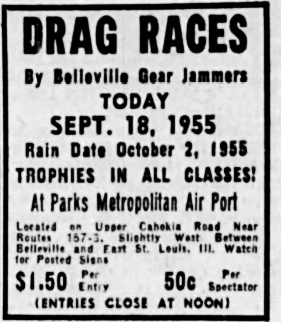 DRAG RACES
By Belleville Gear Jammers
TODAY
SEPT. 18, 1955
Rain Date October 2, 1955
TROPHIES IN ALL CLASSES!
At Parks Metropolitan Air Port
Located on Upper Cahokia Road Near
Routes 157-3. Slightly West Between
Belleville and East St. Louis, Ill. Watch
for Posted Signs
$1.50 Per Entry 50c Per Spectator
(ENTRIES CLOSE AT NOON)